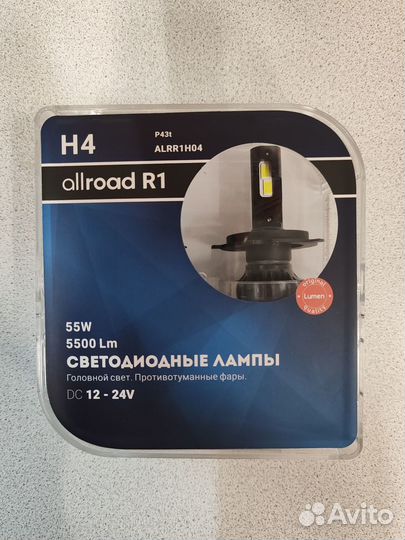 H4
P43t
ALRR1H04
allroad R1
original
Lumen
quality
55W
5500 Lm
СВЕТОДИОДНЫЕ ЛАМПЫ
Головной свет. Противотуманные фары.
DC 12 - 24V
Avito